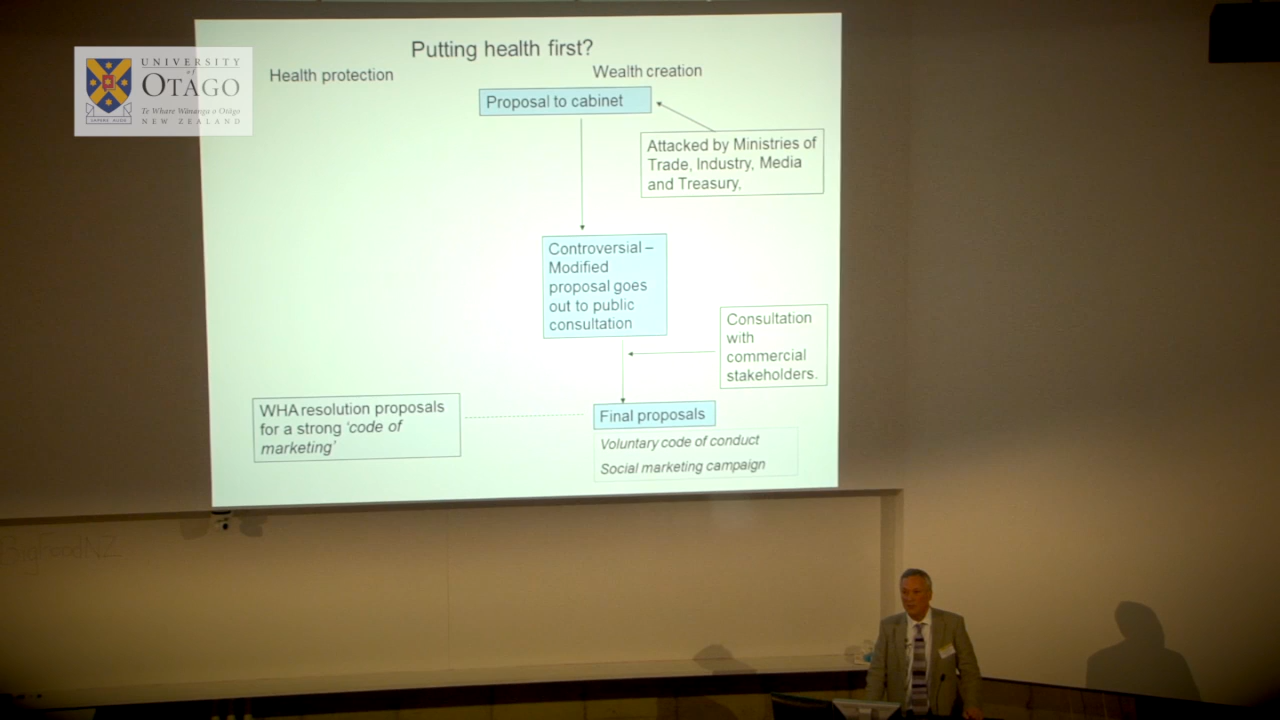 UNIVERSITY
of
OTAGO
Te Whare Wānanga o Otāgo
NEW ZEALAND
Putting health first?
Health protection
Wealth creation
Proposal to cabinet
Attacked by Ministries of
Trade, Industry, Media
and Treasury,
Controversial –
Modified
proposal goes
out to public
consultation
Consultation
with
commercial
stakeholders.
WHA resolution proposals
for a strong ‘code of
marketing’
Final proposals
Voluntary code of conduct
Social marketing campaign